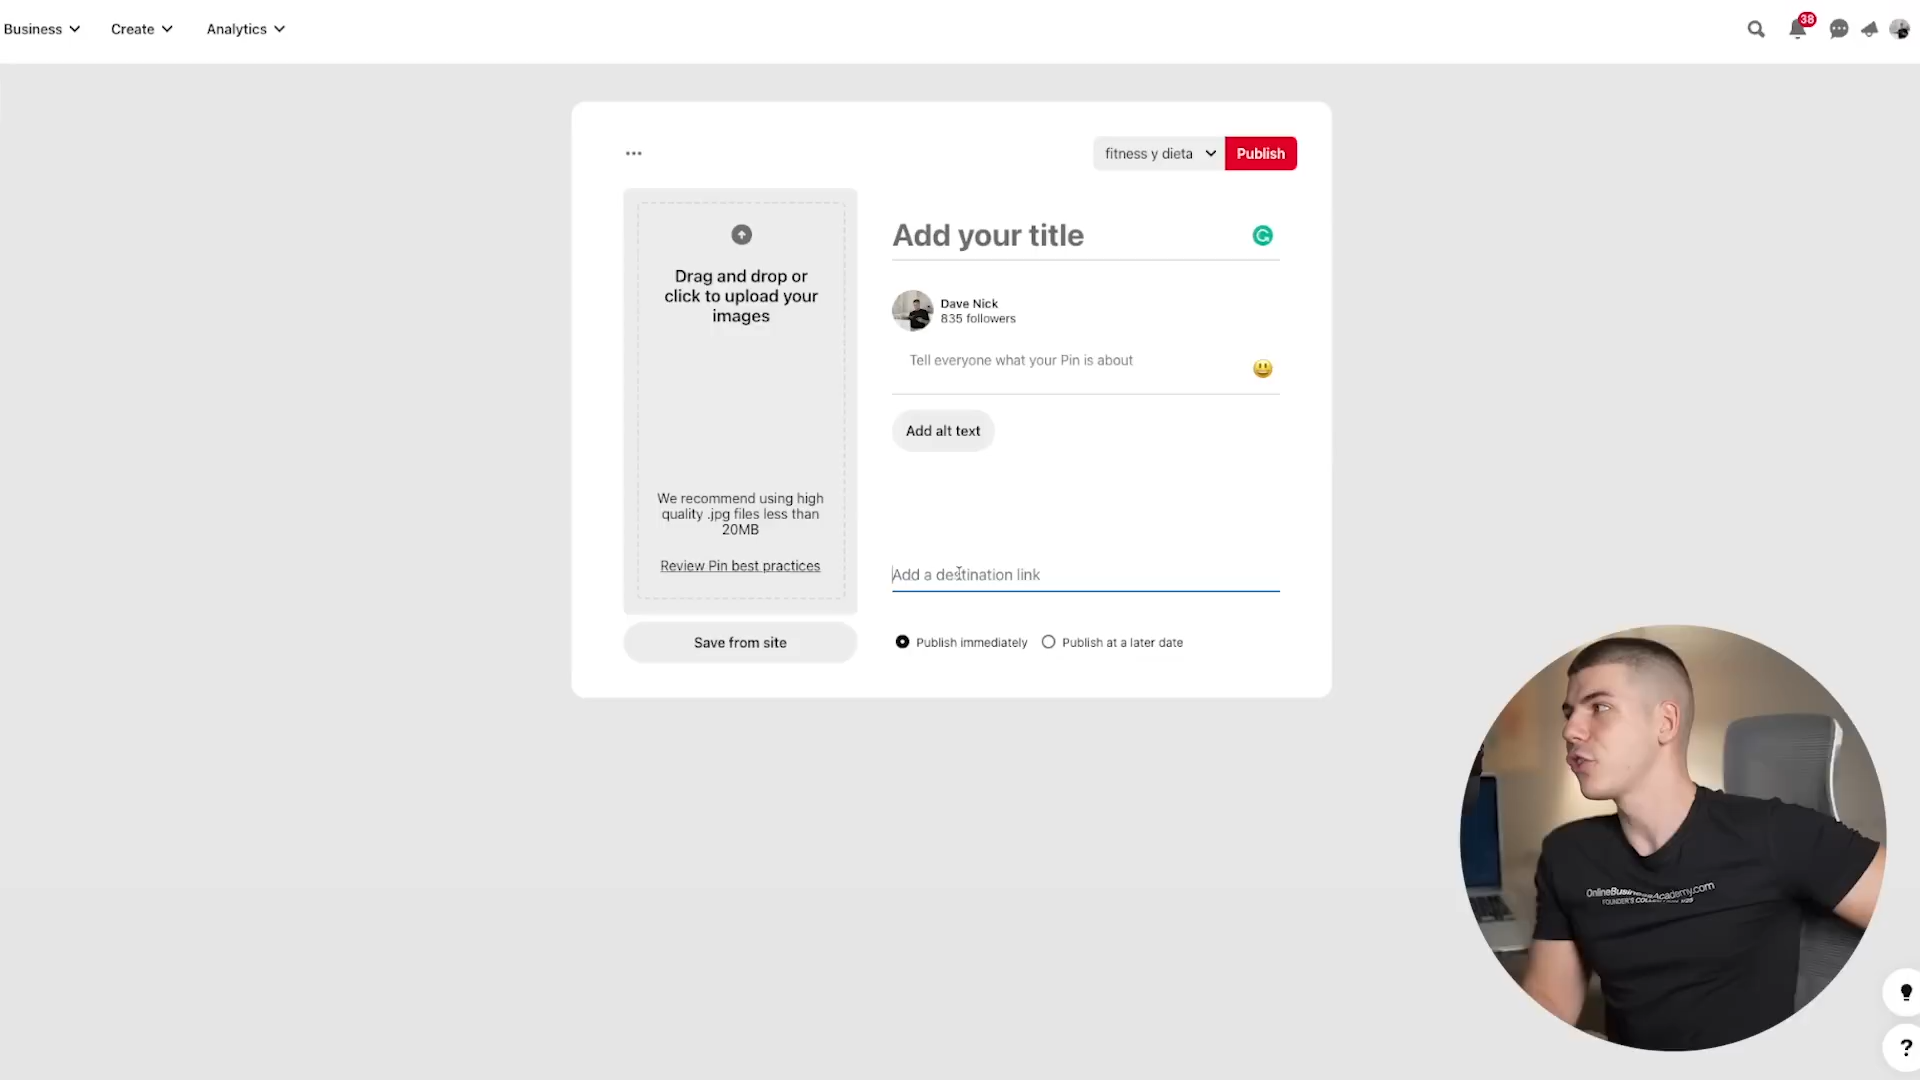 Business
Create
Analytics
38
fitness y dieta
Publish
Drag and drop or
click to upload your
images
We recommend using high
quality .jpg files less than
20MB
Review Pin best practices
Save from site
Add your title
Dave Nick
835 followers
Tell everyone what your Pin is about
Add alt text
Add a destination link
Publish immediately
Publish at a later date
OnlineBusinessAcademy.com
?